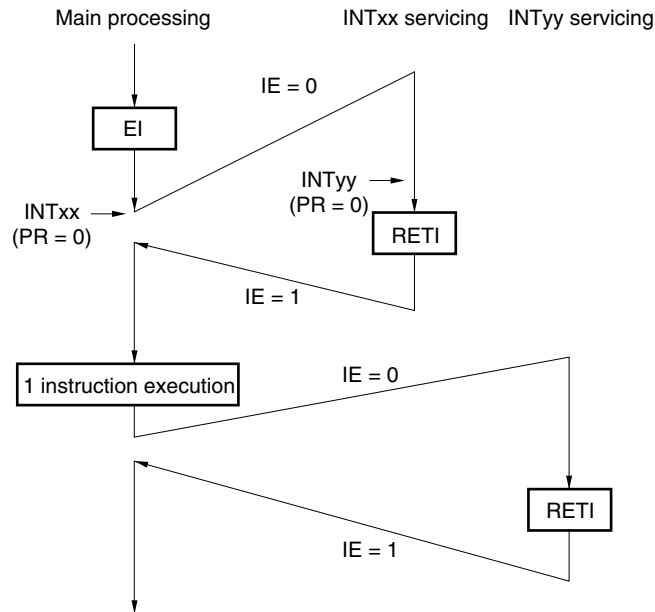 Main processing
INTxx servicing
INTyy servicing
IE = 0
EI
INTyy
(PR = 0)
INTxx
(PR = 0)
RETI
IE = 1
1 instruction execution
IE = 0
RETI
IE = 1